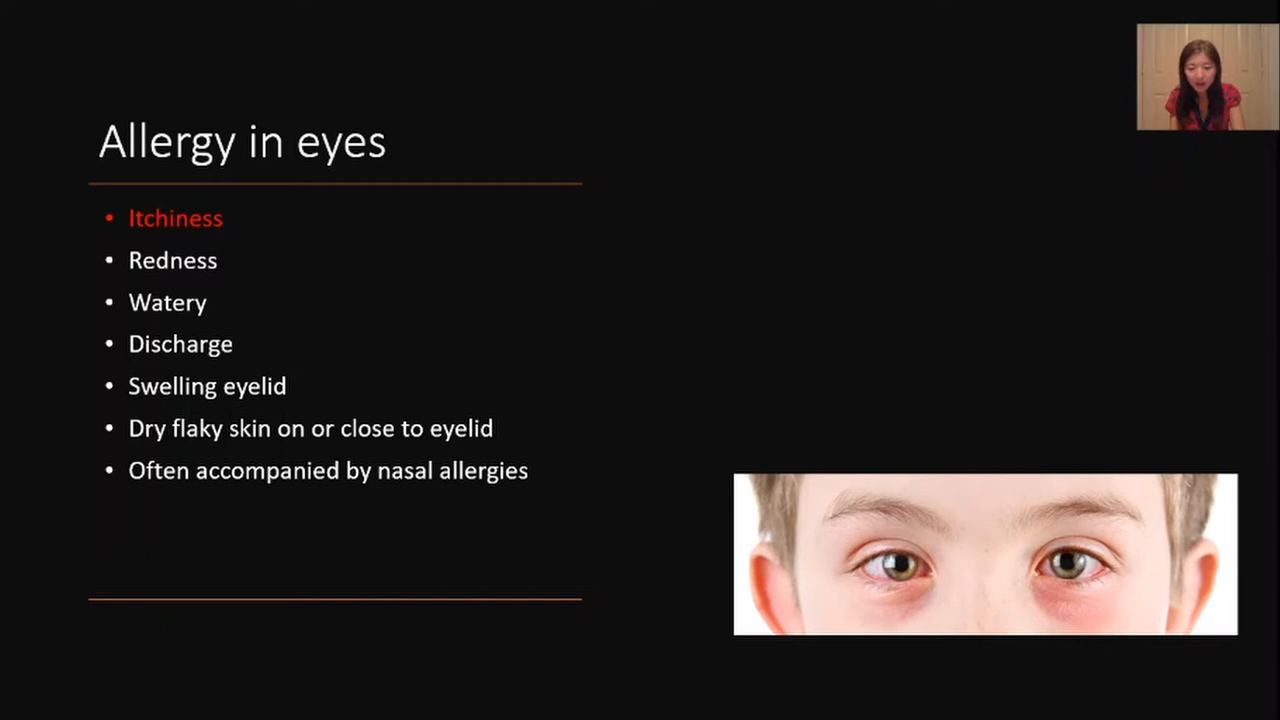 Allergy in eyes
• Itchiness
• Redness
• Watery
• Discharge
• Swelling eyelid
• Dry flaky skin on or close to eyelid
• Often accompanied by nasal allergies